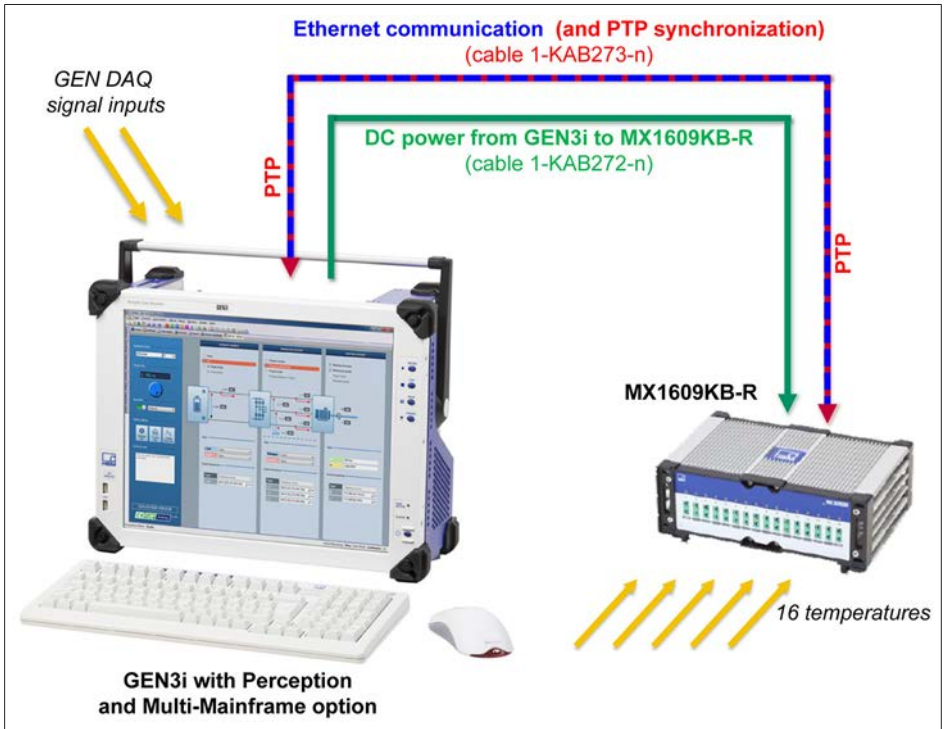 Ethernet communication (and PTP synchronization)
(cable 1-KAB273-n)
GEN DAQ
signal inputs
DC power from GEN3i to MX1609KB-R
(cable 1-KAB272-n)
PTP
PTP
MX1609KB-R
16 temperatures
GEN3i with Perception
and Multi-Mainframe option